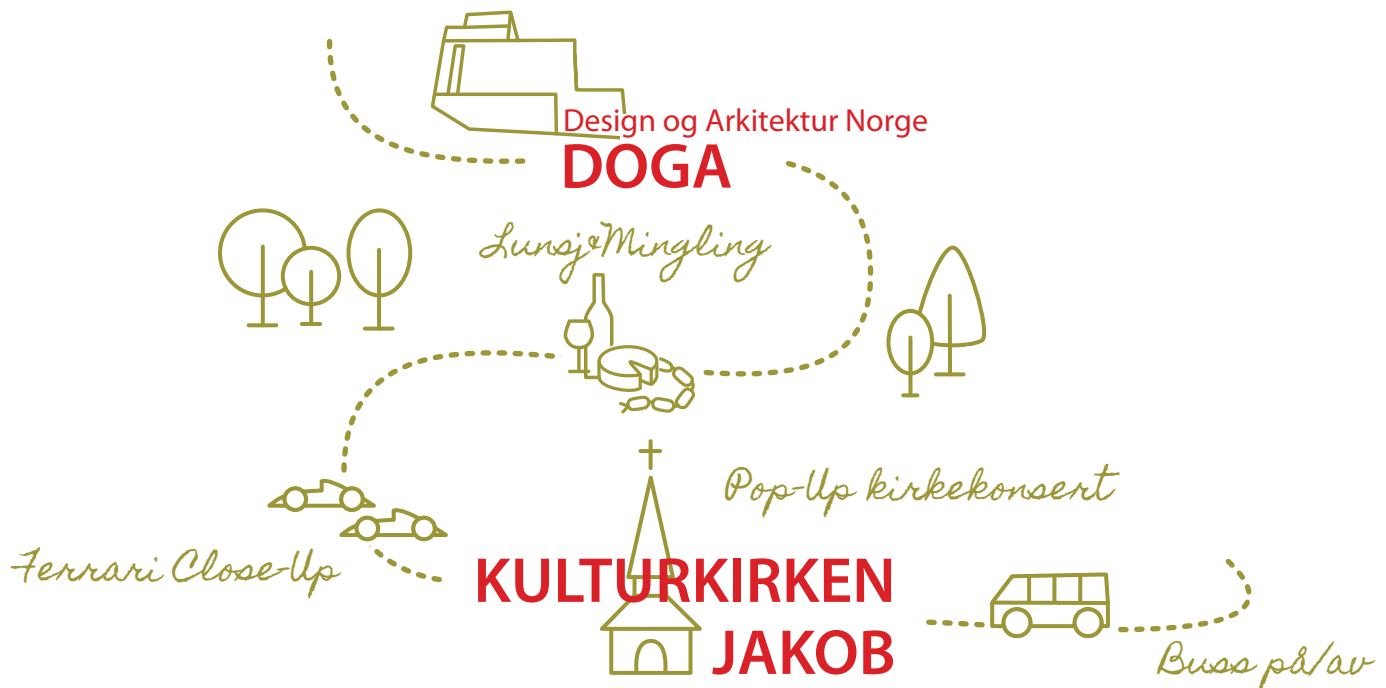 Design og Arkitektur Norge
DOGA
Lunsj&Mingling
Pop-Up kirkekonsert
Ferrari Close-Up
KULTURKIRKEN
JAKOB
Buss på/av